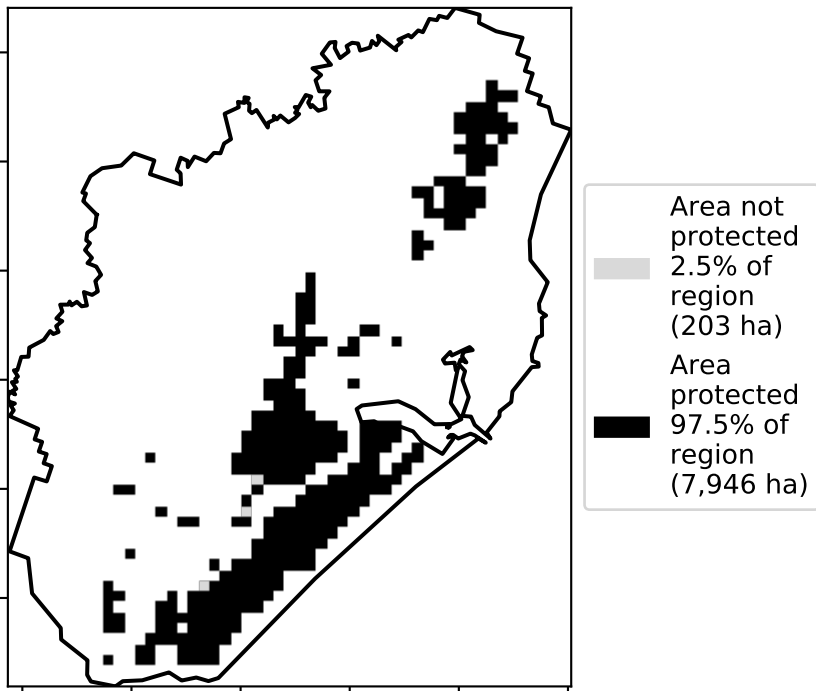 Area not
protected
2.5% of
region
(203 ha)
Area
protected
97.5% of
region
(7,946 ha)